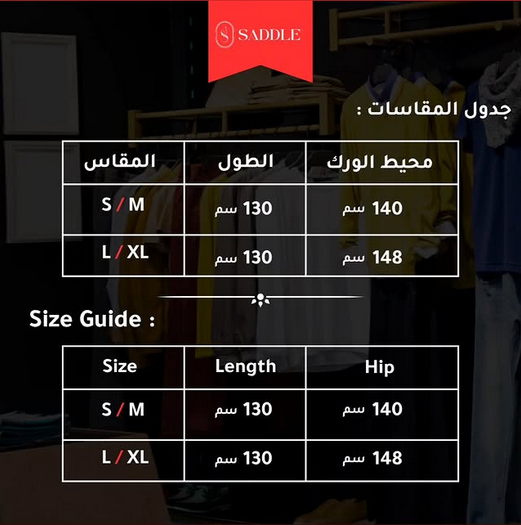 SADDLE
جدول المقاسات :
المقاس الطول محيط الورك
S / M 130 سم 140 سم
L / XL 130 سم 148 سم
Size Guide :
Size Length Hip
S / M 130 سم 140 سم
L / XL 130 سم 148 سم